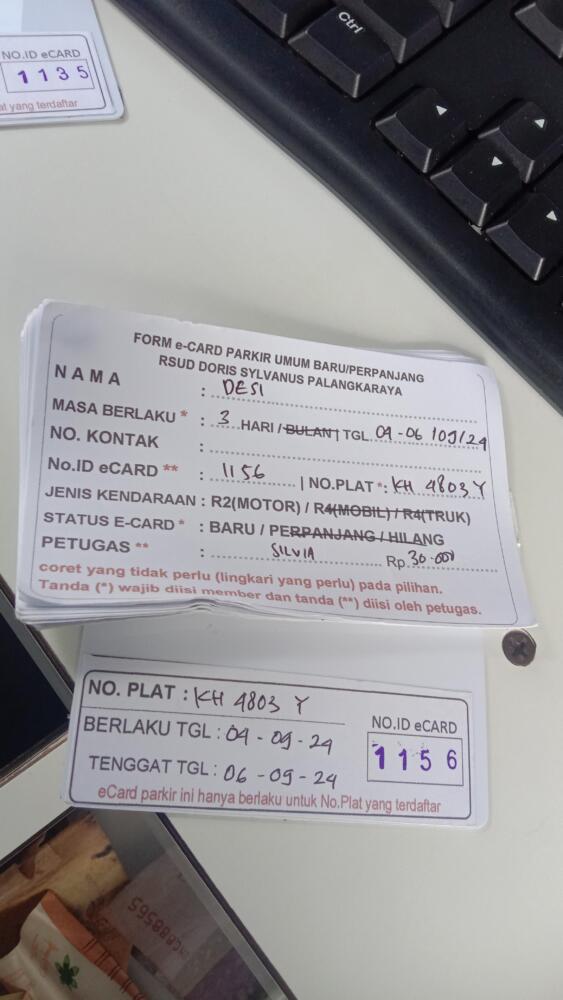 NO.ID eCARD
1135
at yang terdaftar
Ctrl
FORM e-CARD PARKIR UMUM BARU/PERPANJANG
RSUD DORIS SYLVANUS PALANGKARAYA
NAMA : DESI
MASA BERLAKU * : 3 HARI / BULAN | TGL. 04-06 /09/24
NO. KONTAK :
No.ID eCARD ** : 1156 | NO.PLAT *: KH 4803 Y
JENIS KENDARAAN : R2(MOTOR) / R4(MOBIL) / R4(TRUK)
STATUS E-CARD * : BARU / PERPANJANG / HILANG
PETUGAS ** : SILVIA Rp. 30.000
coret yang tidak perlu (lingkari yang perlu) pada pilihan.
Tanda (*) wajib diisi member dan tanda (**) diisi oleh petugas.
NO. PLAT : KH 4803 Y
BERLAKU TGL : 04 - 09 - 24
TENGGAT TGL : 06 - 09 - 24
NO.ID eCARD
1156
eCard parkir ini hanya berlaku untuk No.Plat yang terdaftar